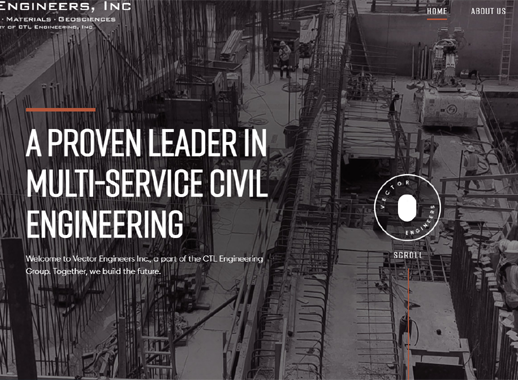 Engineers, Inc
· Materials · Geosciences
of CTL Engineering, Inc.
HOME
ABOUT US
A PROVEN LEADER IN
MULTI-SERVICE CIVIL
ENGINEERING
Welcome to Vector Engineers Inc., a part of the CTL Engineering
Group. Together, we build the future.
VECTOR
ENGINEERS
SCROLL